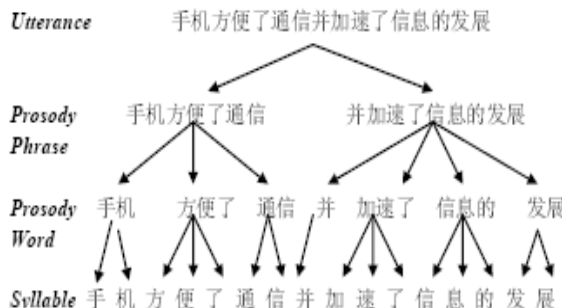 Utterance 手机方便了通信并加速了信息的发展
Prosody 手机方便了通信 并加速了信息的发展
Phrase
Prosody 手机 方便了 通信 并 加速了 信息的 发展
Word
Syllable 手 机 方 便 了 通 信 并 加 速 了 信 息 的 发 展